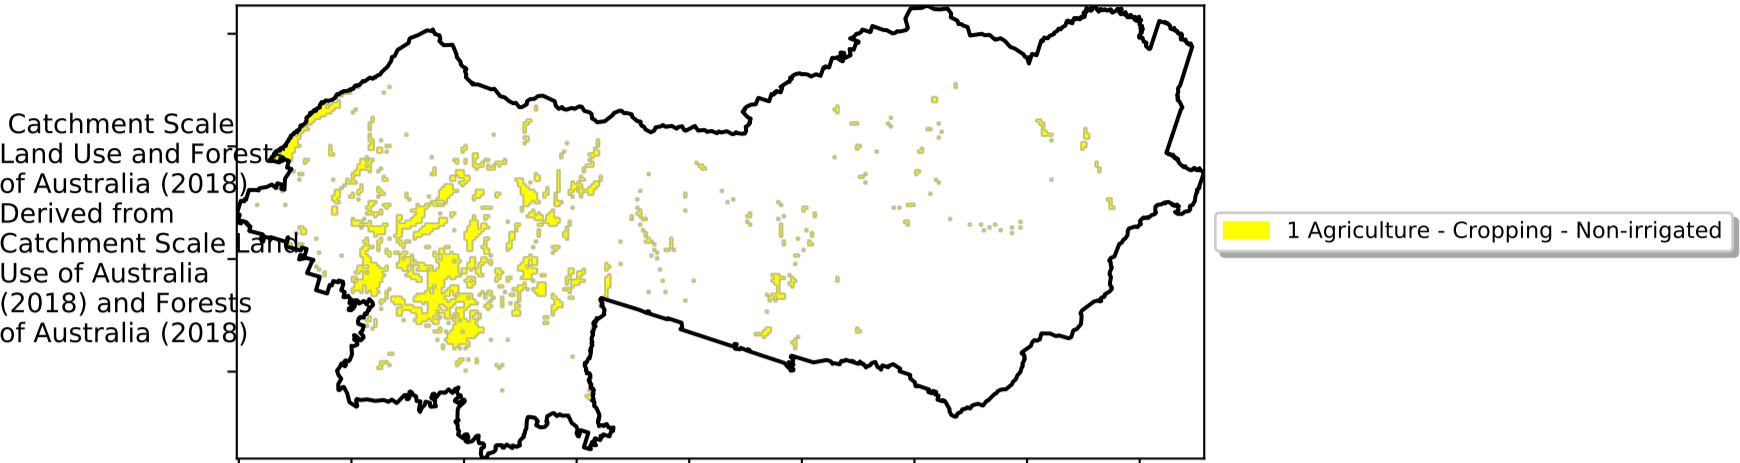 Catchment Scale
Land Use and Forests
of Australia (2018)
Derived from
Catchment Scale Land
Use of Australia
(2018) and Forests
of Australia (2018)
1 Agriculture - Cropping - Non-irrigated